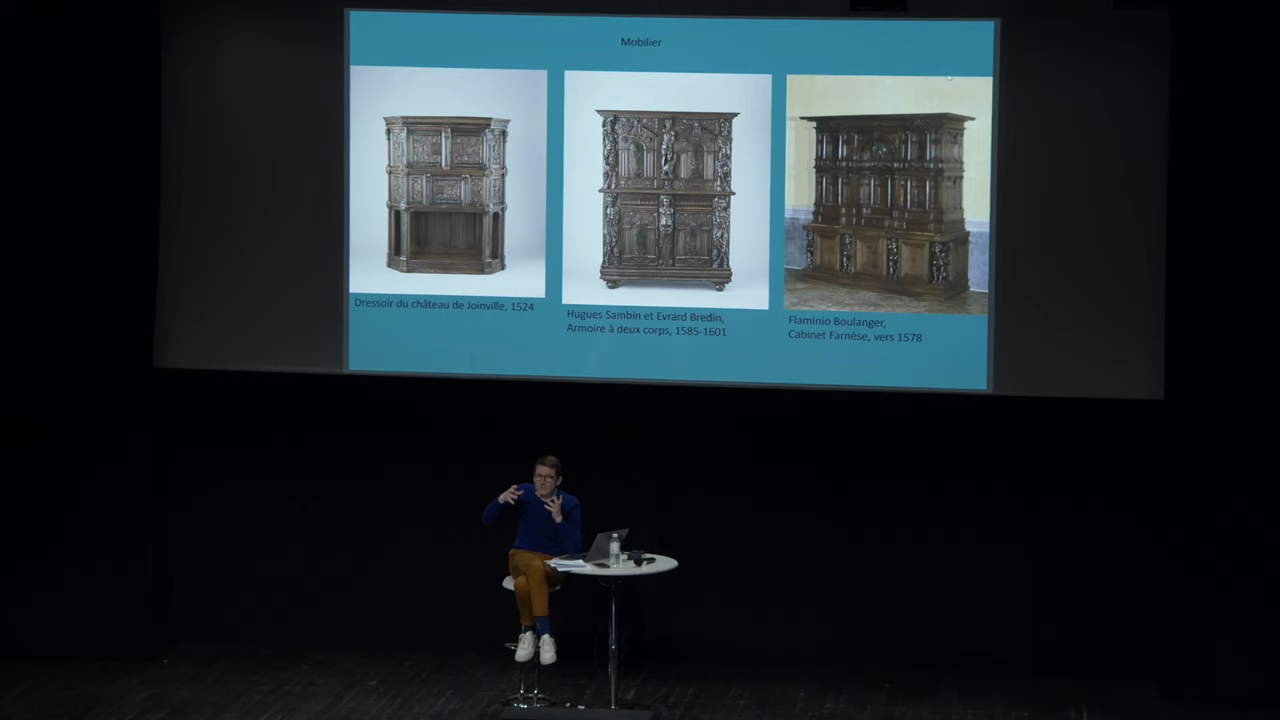 Mobilier
Dressoir du château de Joinville, 1524
Hugues Sambin et Evrard Bredin,
Armoire à deux corps, 1585-1601
Flaminio Boulanger,
Cabinet Farnèse, vers 1578